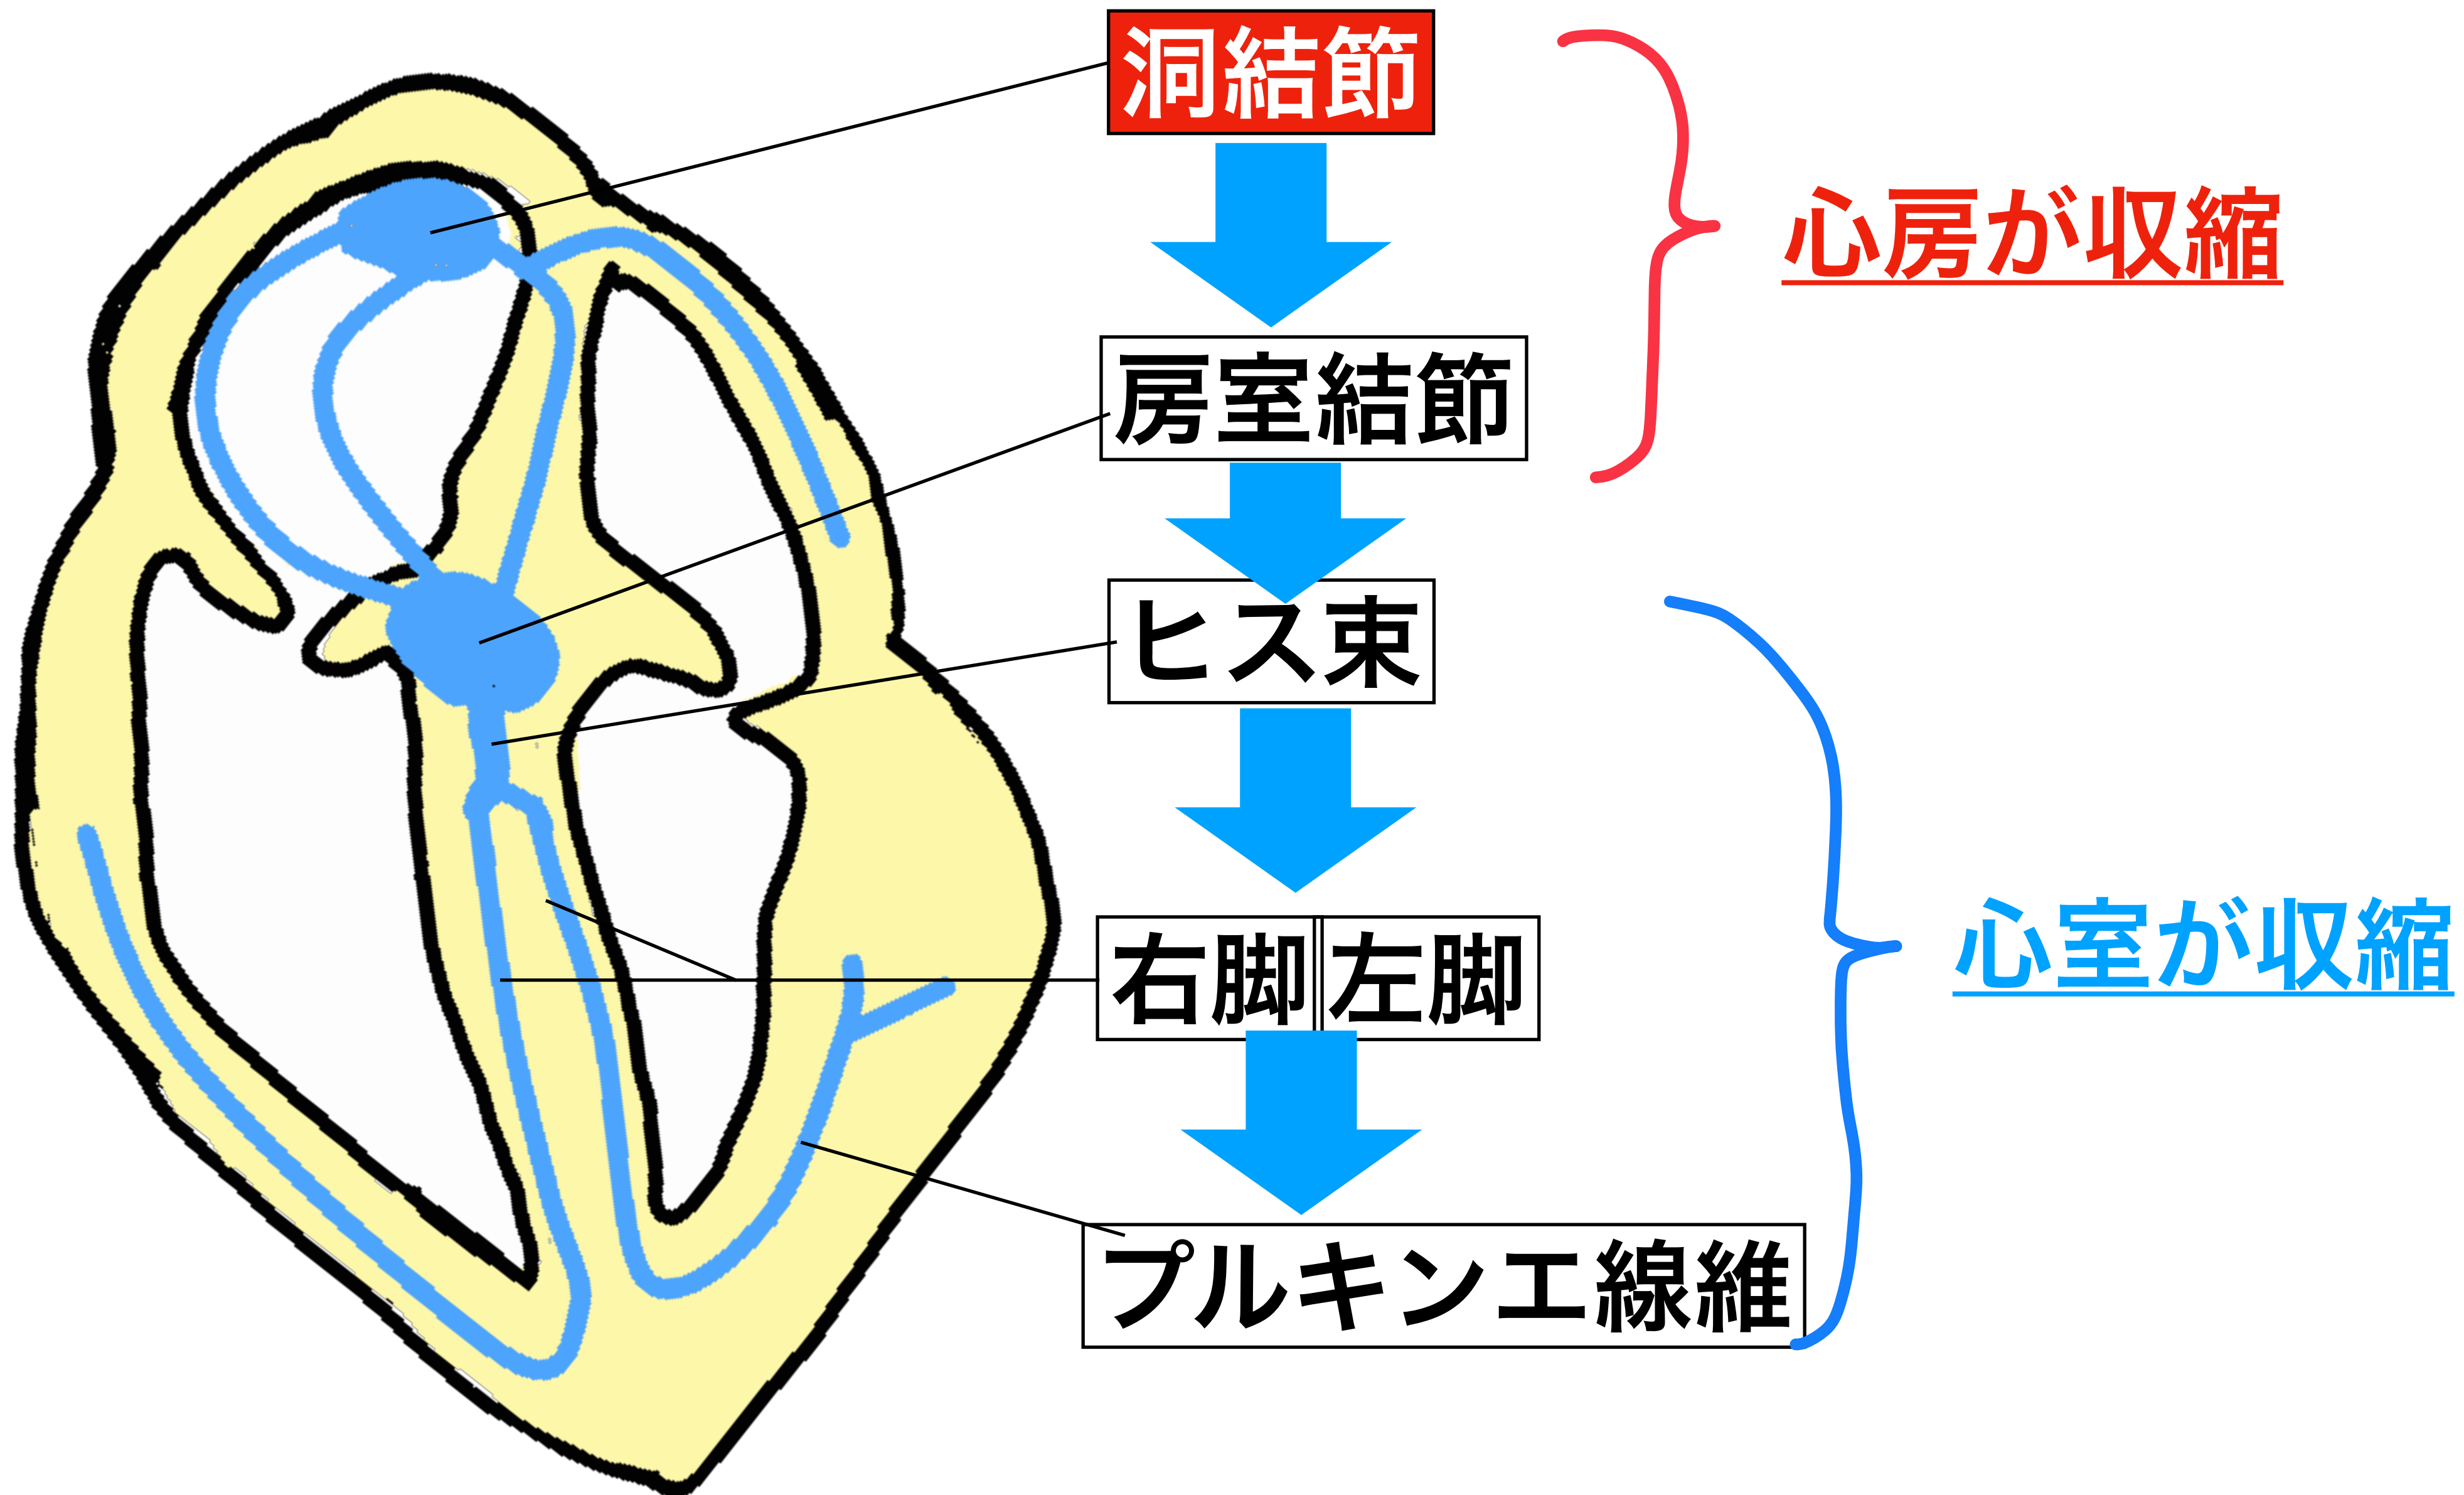 洞結節
心房が収縮
房室結節
ヒス束
右脚 左脚
心室が収縮
プルキンエ線維